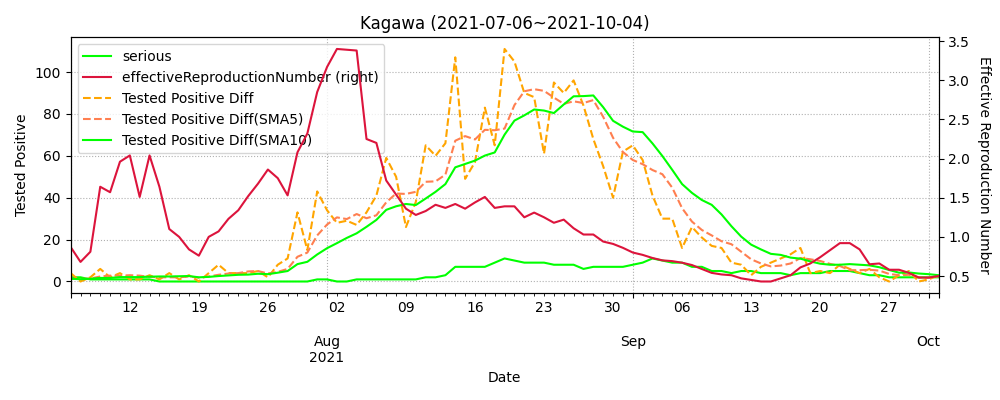 Kagawa (2021-07-06~2021-10-04)
serious
effectiveReproductionNumber (right)
Tested Positive Diff
Tested Positive Diff(SMA5)
Tested Positive Diff(SMA10)
Tested Positive
100
80
60
40
20
0
3.5
3.0
2.5
2.0
1.5
1.0
0.5
Effective Reproduction Number
12 19 26 02 09 16 23 30 06 13 20 27
Aug Sep Oct
2021
Date